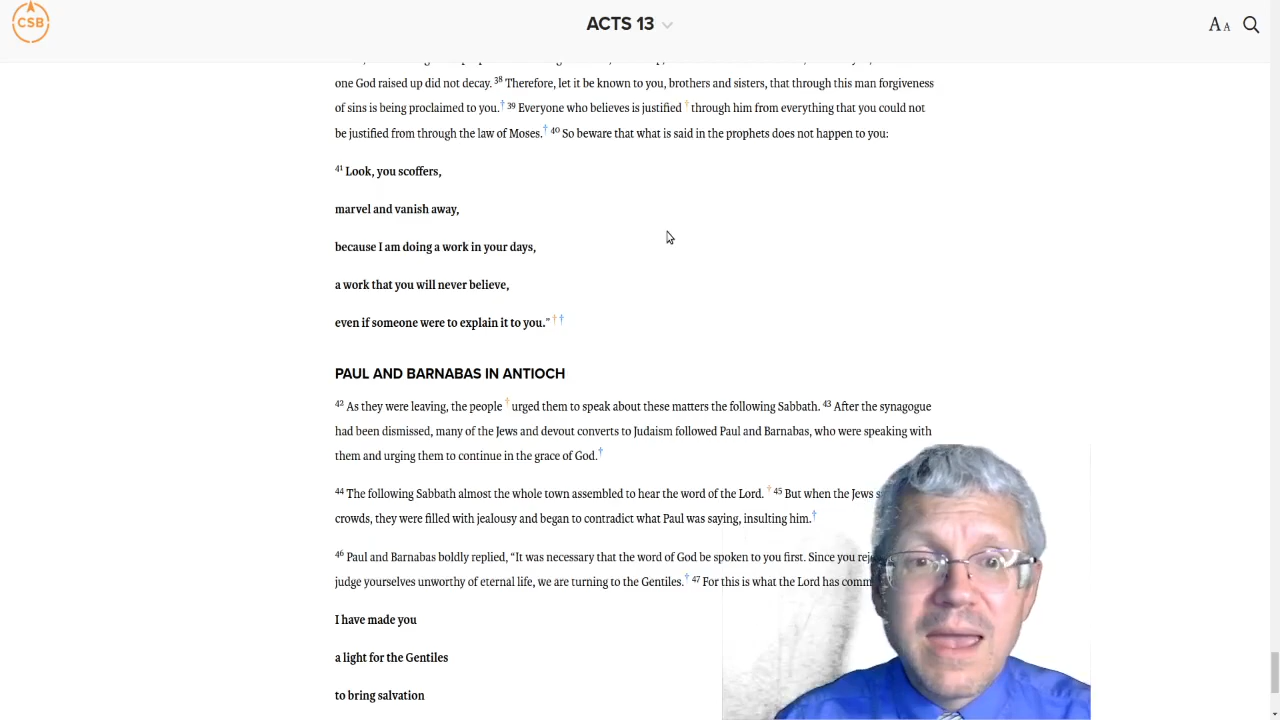 CSB
ACTS 13
AA
one God raised up did not decay. 38 Therefore, let it be known to you, brothers and sisters, that through this man forgiveness
of sins is being proclaimed to you.† 39 Everyone who believes is justified † through him from everything that you could not
be justified from through the law of Moses.† 40 So beware that what is said in the prophets does not happen to you:
41 Look, you scoffers,
marvel and vanish away,
because I am doing a work in your days,
a work that you will never believe,
even if someone were to explain it to you.” † †
PAUL AND BARNABAS IN ANTIOCH
42 As they were leaving, the people † urged them to speak about these matters the following Sabbath. 43 After the synagogue
had been dismissed, many of the Jews and devout converts to Judaism followed Paul and Barnabas, who were speaking with
them and urging them to continue in the grace of God.†
44 The following Sabbath almost the whole town assembled to hear the word of the Lord. † 45 But when the Jews
crowds, they were filled with jealousy and began to contradict what Paul was saying, insulting him.†
46 Paul and Barnabas boldly replied, “It was necessary that the word of God be spoken to you first. Since you
judge yourselves unworthy of eternal life, we are turning to the Gentiles.† 47 For this is what the Lord has
I have made you
a light for the Gentiles
to bring salvation